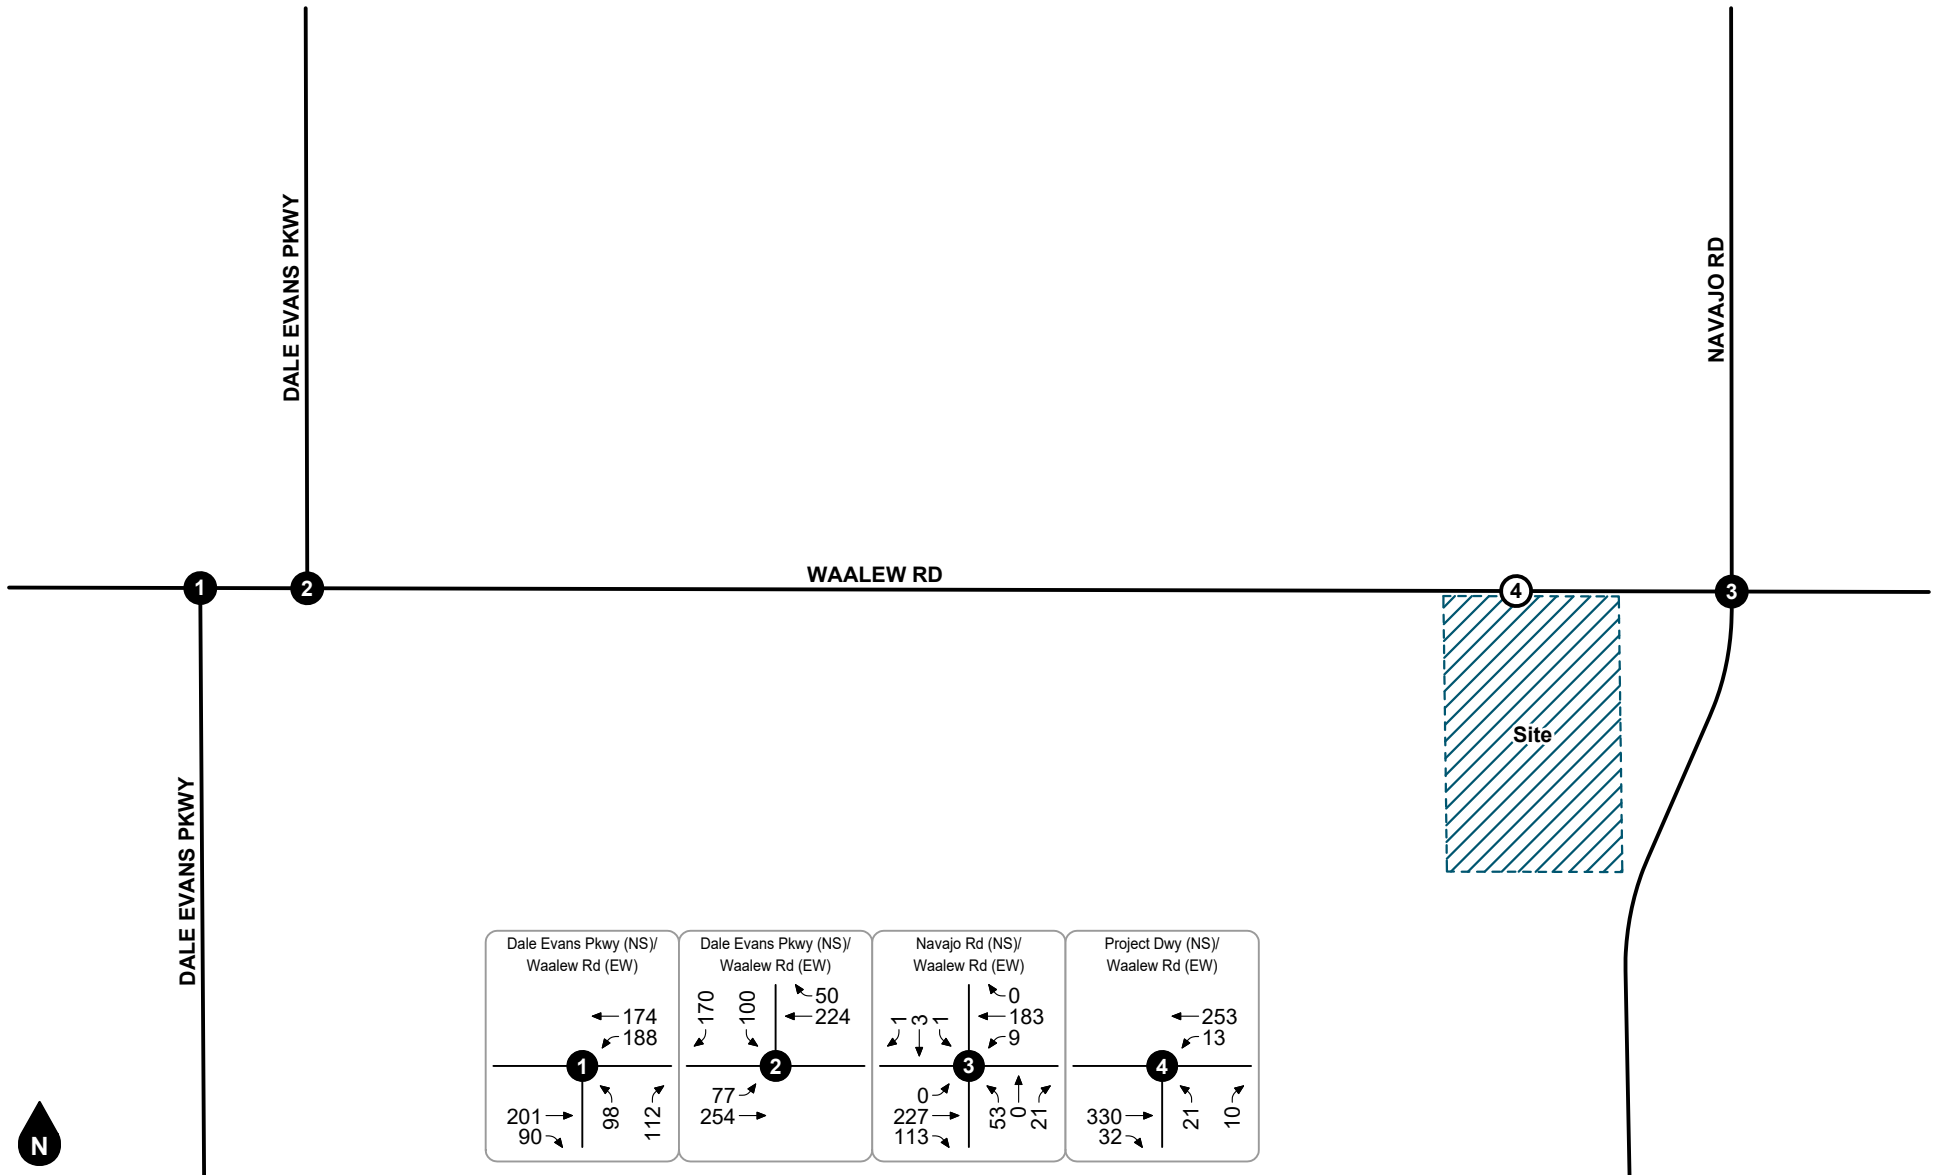 DALE EVANS PKWY
NAVAJO RD
1
2
WAALEW RD
4
3
Site
DALE EVANS PKWY
N
Dale Evans Pkwy (NS)/
Waalew Rd (EW)
174
188
1
201
90
98
112
Dale Evans Pkwy (NS)/
Waalew Rd (EW)
170
100
50
224
2
77
254
Navajo Rd (NS)/
Waalew Rd (EW)
1
3
1
0
183
9
3
0
227
113
53
0
21
Project Dwy (NS)/
Waalew Rd (EW)
253
13
4
330
32
21
10